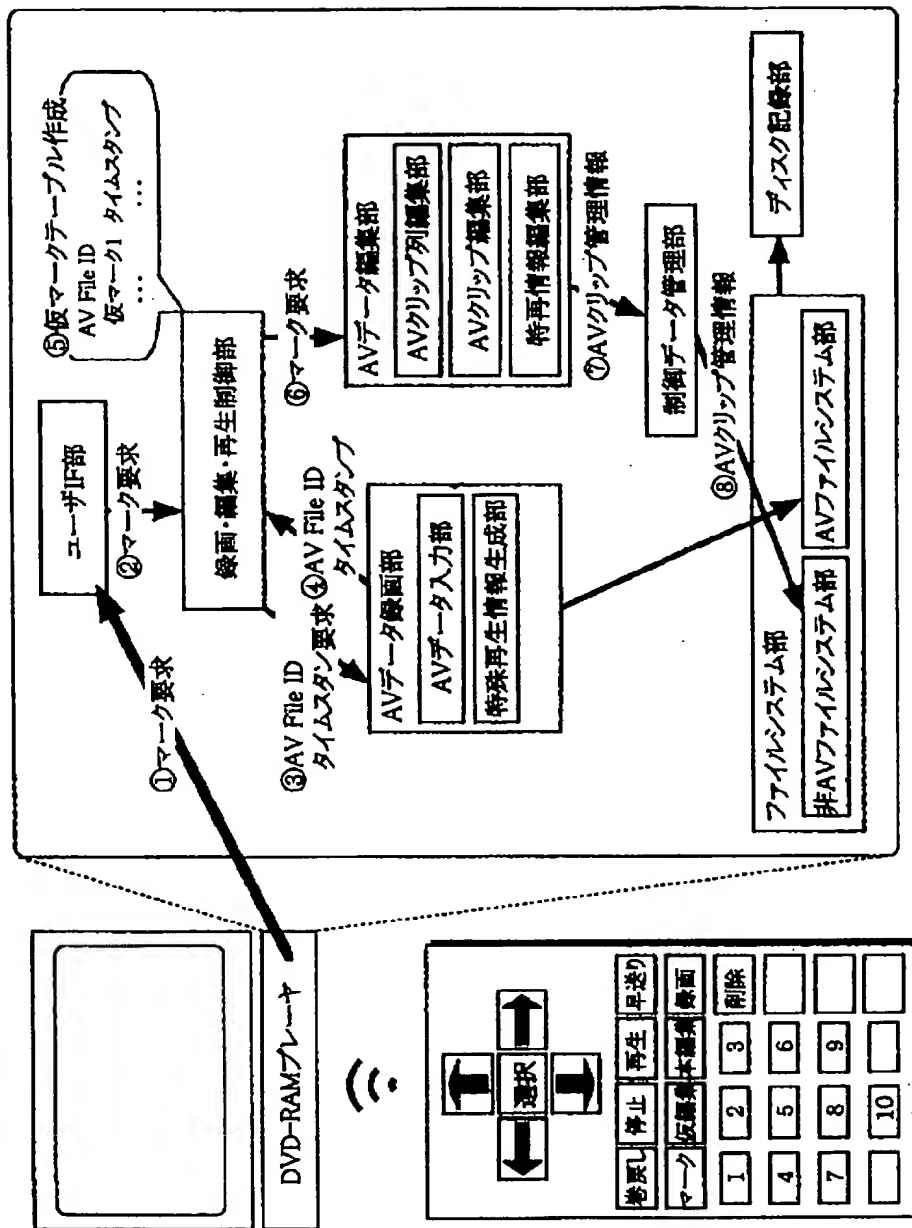 ⑤仮マークテーブル作成
AV File ID
仮マーク1 タイムスタンプ
… …
ユーザIF部
①マーク要求
②マーク要求
録画・編集・再生制御部
③AV File ID
タイムスタン要求
④AV File ID
タイムスタンプ
⑥マーク要求
AVデータ録画部
AVデータ入力部
特殊再生情報生成部
AVデータ編集部
AVクリップ列編集部
AVクリップ編集部
特再情報編集部
⑦AVクリップ管理情報
制御データ管理部
⑧AVクリップ管理情報
ファイルシステム部
非AVファイルシステム部
AVファイルシステム部
ディスク記録部
DVD-RAMプレーヤ
選択
巻戻し 停止 再生 早送り
マーク 仮編集 本編集 録画
1 2 3 削除
4 5 6
7 8 9
10